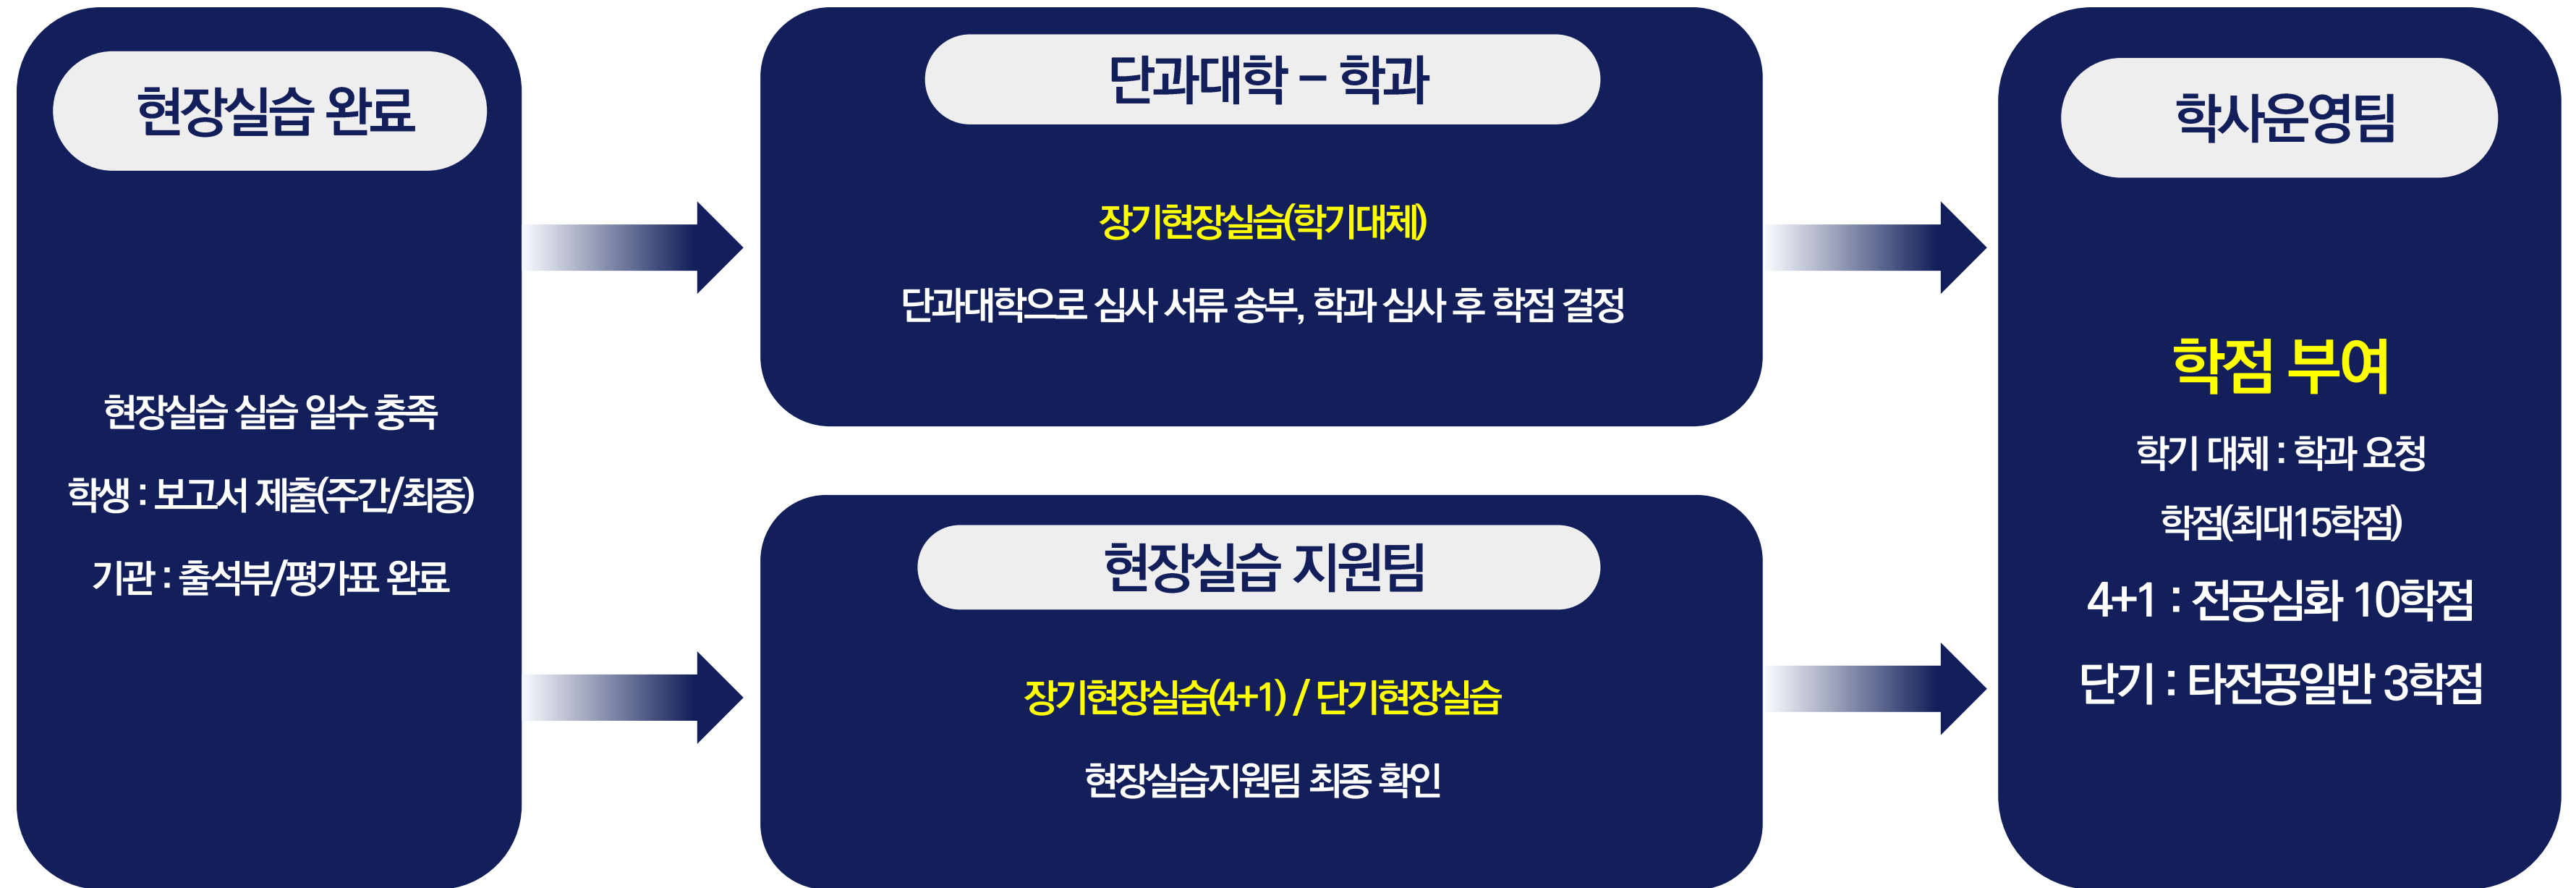 현장실습 완료
현장실습 실습 일수 충족
학생 : 보고서 제출(주간/최종)
기관 : 출석부/평가표 완료
단과대학 – 학과
장기현장실습(학기대체)
단과대학으로 심사 서류 송부, 학과 심사 후 학점 결정
현장실습 지원팀
장기현장실습(4+1) / 단기현장실습
현장실습지원팀 최종 확인
학사운영팀
학점 부여
학기 대체 : 학과 요청
학점(최대15학점)
4+1 : 전공심화 10학점
단기 : 타전공일반 3학점